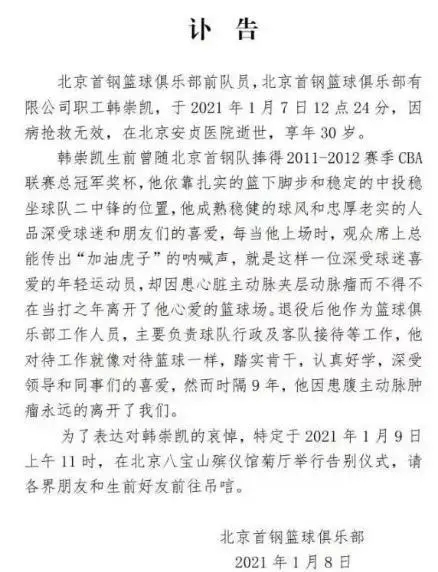 讣 告
北京首钢篮球俱乐部前队员，北京首钢篮球俱乐部有
限公司职工韩崇凯，于 2021 年 1 月 7 日 12 点 24 分，因
病抢救无效，在北京安贞医院逝世，享年 30 岁。
韩崇凯生前曾随北京首钢队捧得 2011-2012 赛季 CBA
联赛总冠军奖杯，他依靠扎实的篮下脚步和稳定的中投稳
坐球队二中锋的位置，他成熟稳健的球风和忠厚老实的人
品深受球迷和朋友们的喜爱，每当他上场时，观众席上总
能传出“加油虎子”的呐喊声，就是这样一位深受球迷喜
爱的年轻运动员，却因患心脏主动脉夹层动脉瘤而不得不
在当打之年离开了他心爱的篮球场。退役后他作为篮球俱
乐部工作人员，主要负责球队行政及客队接待等工作，他
对待工作就像对待篮球一样，踏实肯干，认真好学，深受
领导和同事们的喜爱，然而时隔 9 年，他因患腹主动脉肿
瘤永远的离开了我们。
为了表达对韩崇凯的哀悼，特定于 2021 年 1 月 9 日
上午 11 时，在北京八宝山殡仪馆菊厅举行告别仪式，请
各界朋友和生前好友前往吊唁。
北京首钢篮球俱乐部
2021 年 1 月 8 日